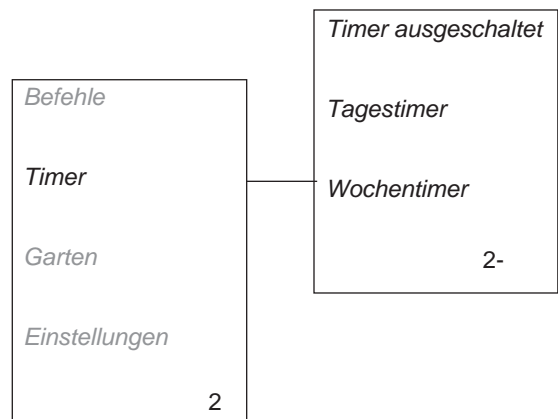 Befehle
Timer
Garten
Einstellungen
2
Timer ausgeschaltet
Tagestimer
Wochentimer
2-